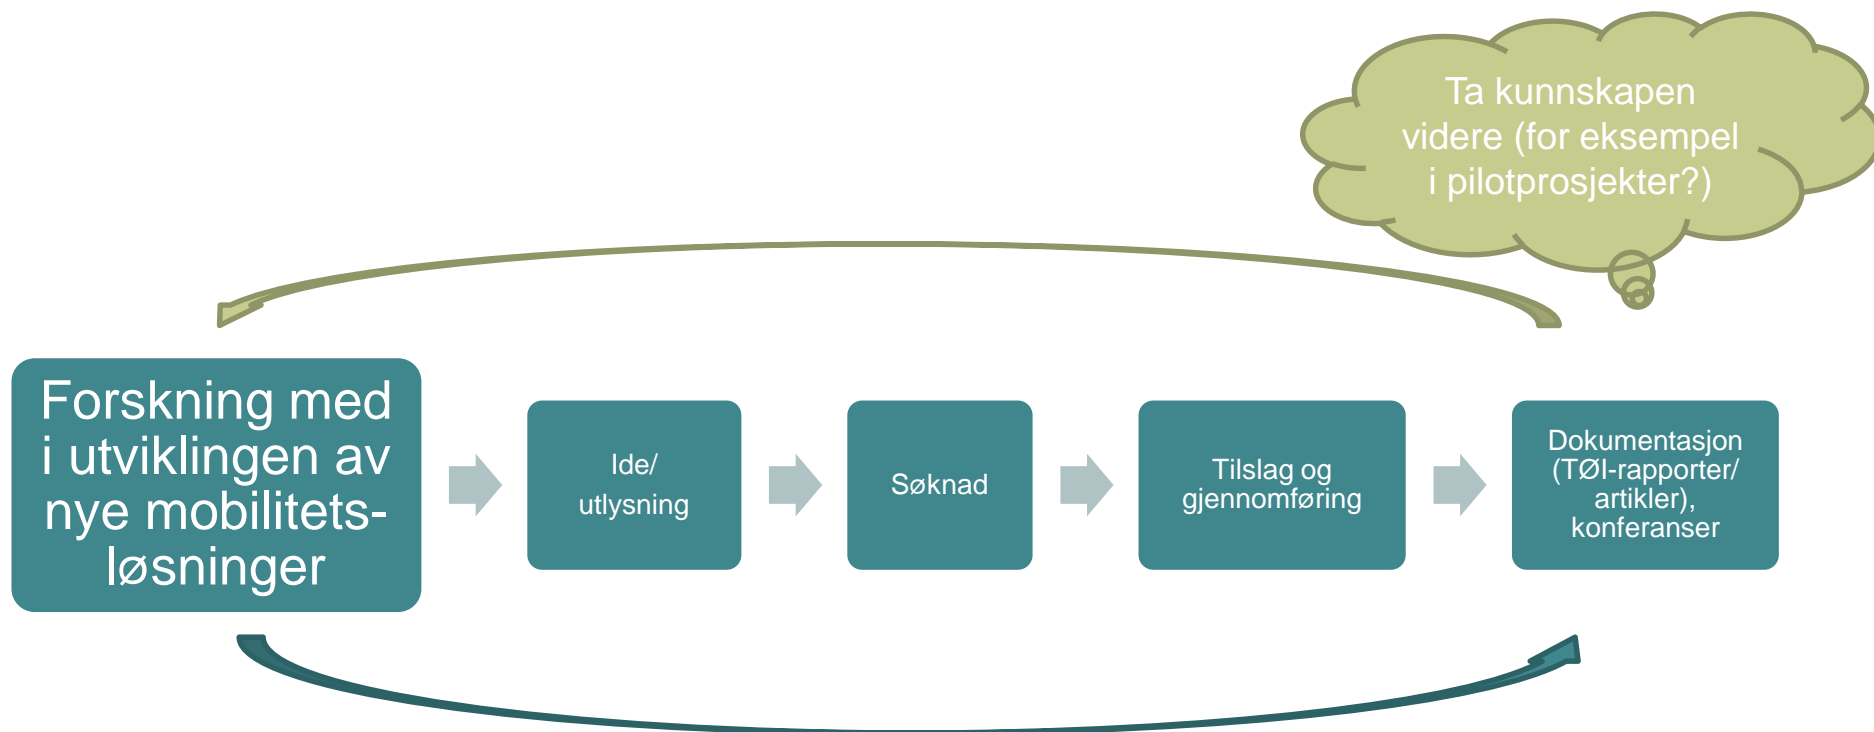 Ta kunnskapen
videre (for eksempel
i pilotprosjekter?)
Forskning med
i utviklingen av
nye mobilitets-
løsninger
Ide/
utlysning
Søknad
Tilslag og
gjennomføring
Dokumentasjon
(TØI-rapporter/
artikler),
konferanser